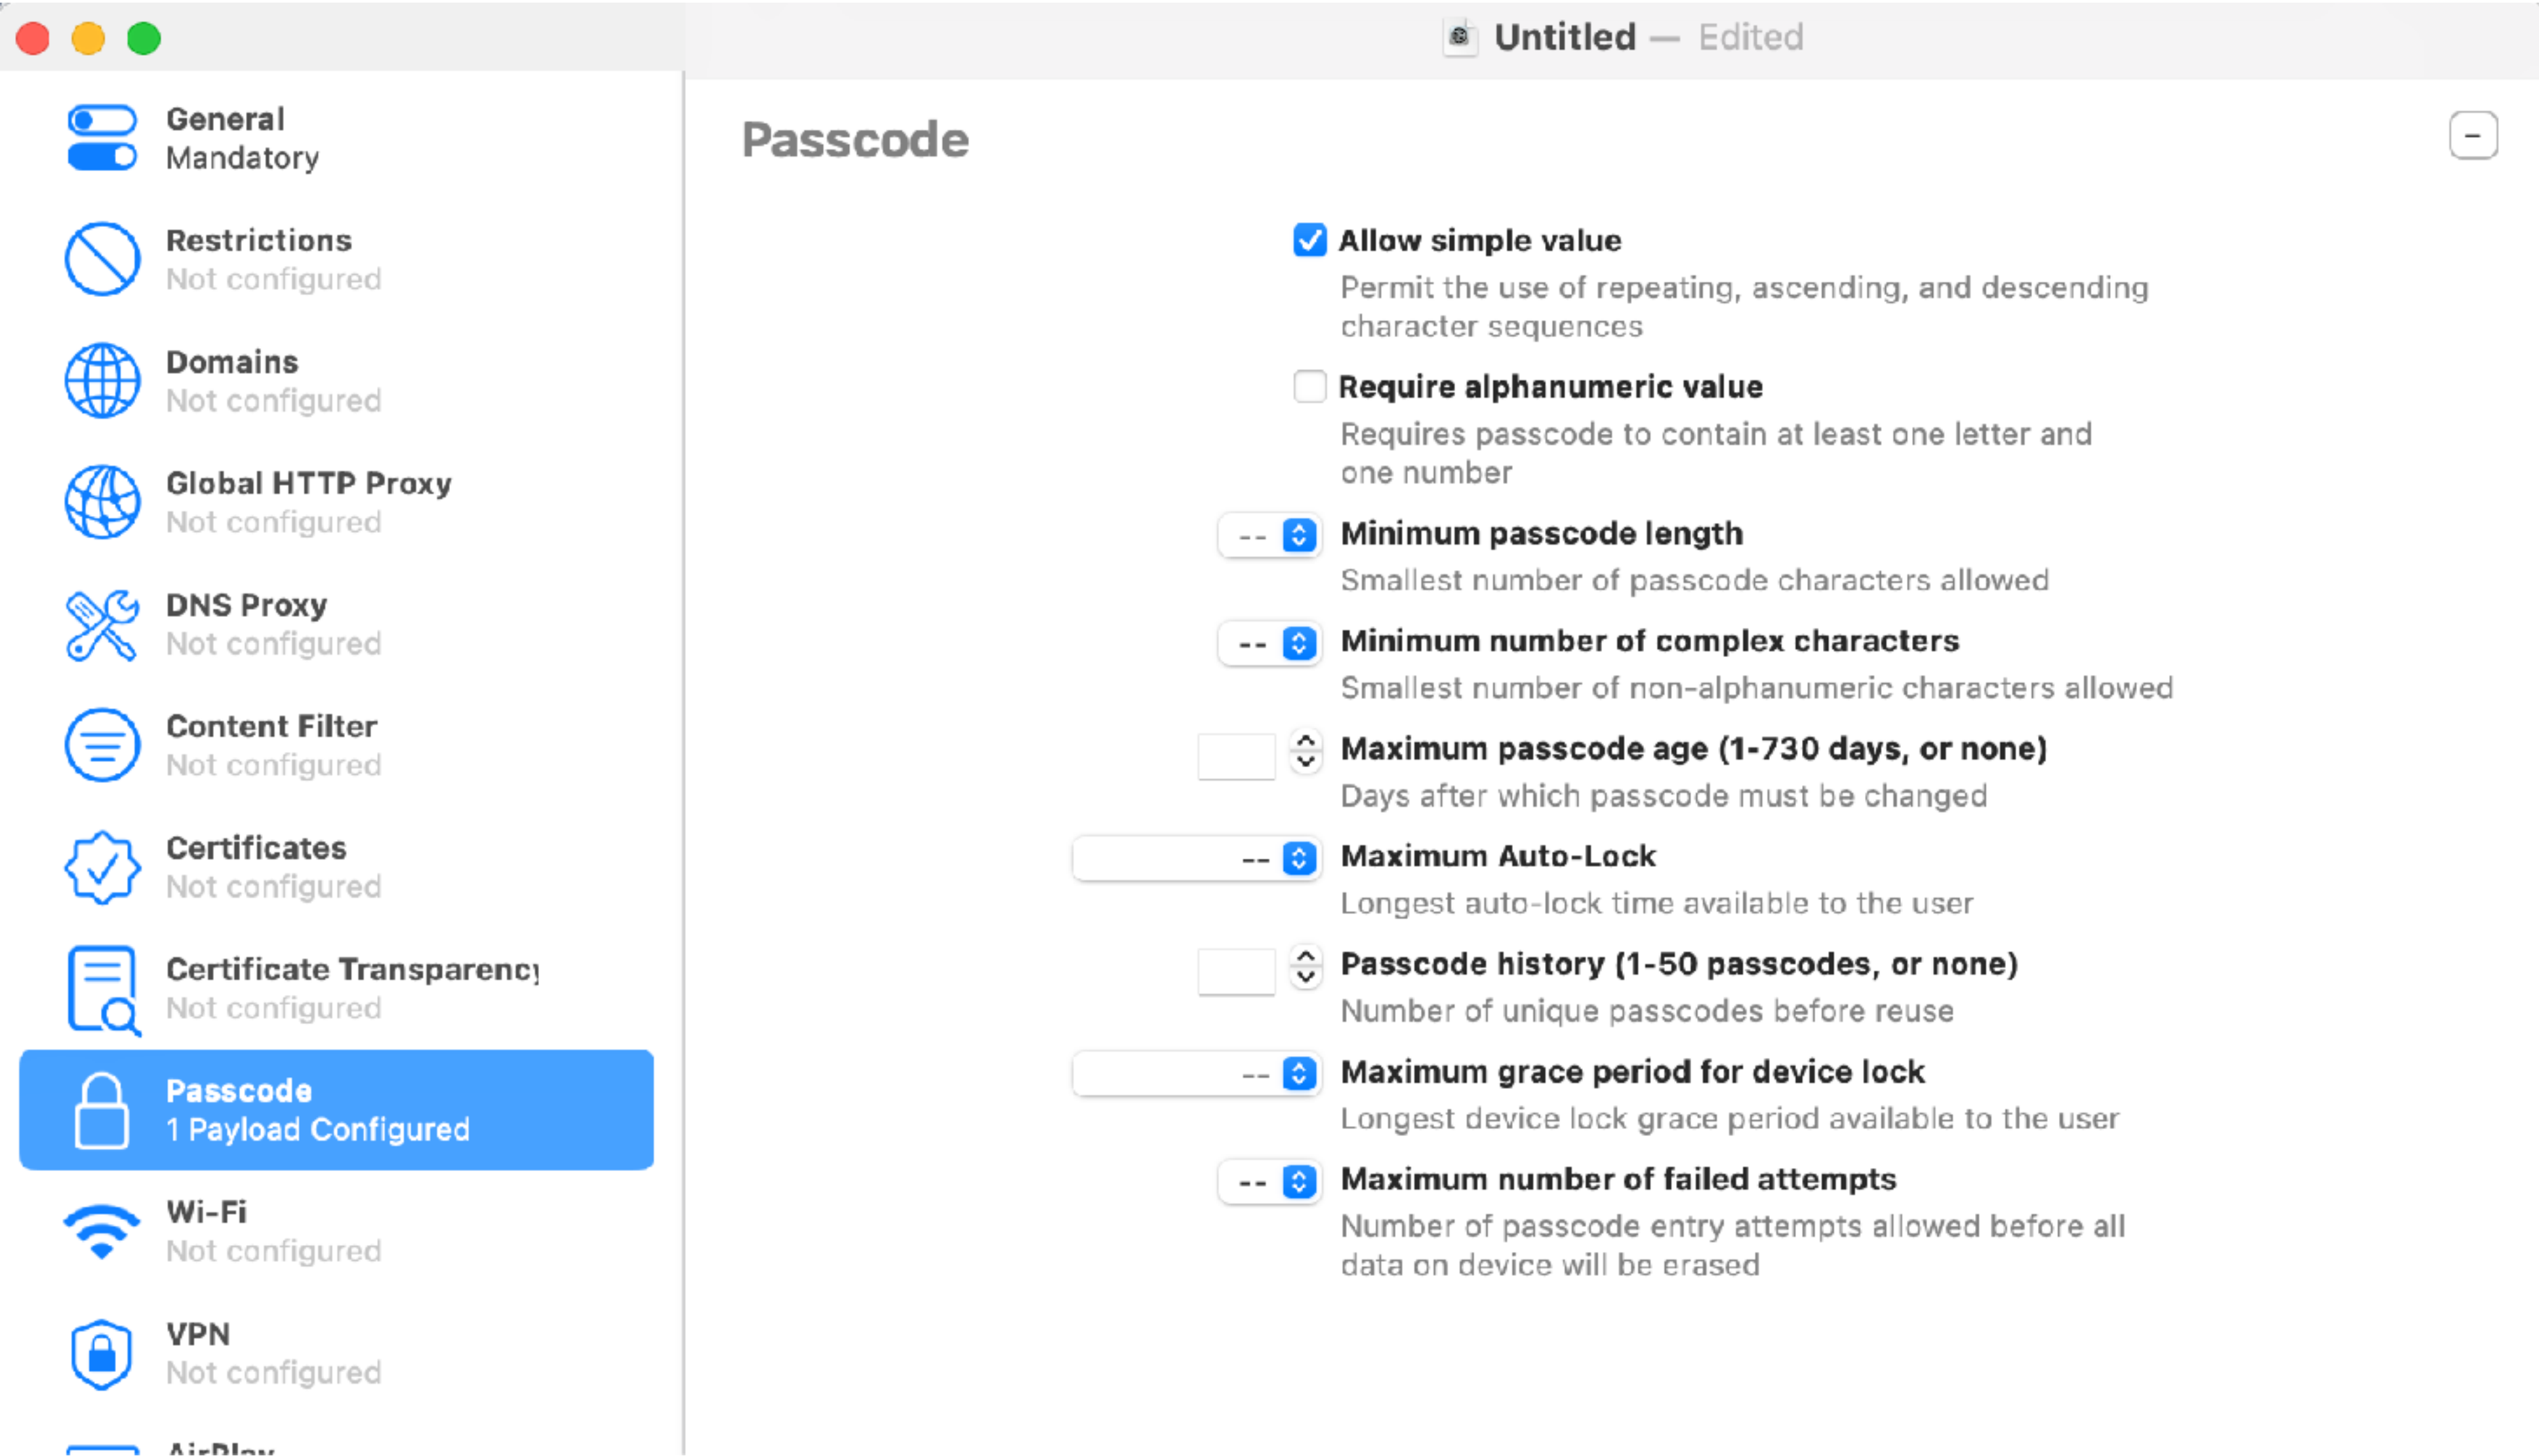 Untitled — Edited
General
Mandatory
Restrictions
Not configured
Domains
Not configured
Global HTTP Proxy
Not configured
DNS Proxy
Not configured
Content Filter
Not configured
Certificates
Not configured
Certificate Transparency
Not configured
Passcode
1 Payload Configured
Wi-Fi
Not configured
VPN
Not configured
AirPlay
Passcode
Allow simple value
Permit the use of repeating, ascending, and descending
character sequences
Require alphanumeric value
Requires passcode to contain at least one letter and
one number
-- Minimum passcode length
Smallest number of passcode characters allowed
-- Minimum number of complex characters
Smallest number of non-alphanumeric characters allowed
Maximum passcode age (1-730 days, or none)
Days after which passcode must be changed
-- Maximum Auto-Lock
Longest auto-lock time available to the user
Passcode history (1-50 passcodes, or none)
Number of unique passcodes before reuse
-- Maximum grace period for device lock
Longest device lock grace period available to the user
-- Maximum number of failed attempts
Number of passcode entry attempts allowed before all
data on device will be erased